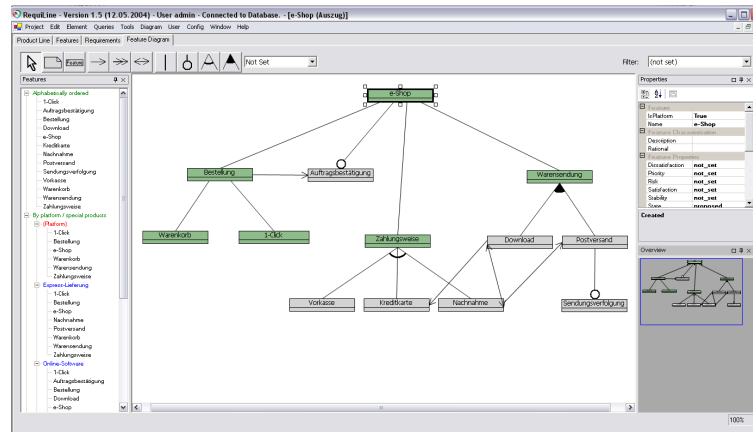 RequiLine - Version 1.5 (12.05.2004) - User admin - Connected to Database. - [e-Shop (Auszug)]
Project Edit Element Queries Tools Diagram User Config Window Help
Product Line Features Requirements Feature Diagram
Feature Not Set Filter: (not set)
Features
Alphabetically ordered
1-Click
Auftragsbestätigung
Bestellung
Download
e-Shop
Kreditkarte
Nachnahme
Postversand
Sendungsverfolgung
Vorkasse
Warenkorb
Warensendung
Zahlungsweise
By platform / special products
(Platform)
1-Click
Bestellung
e-Shop
Warenkorb
Warensendung
Zahlungsweise
Express-Lieferung
1-Click
Bestellung
e-Shop
Nachnahme
Postversand
Warenkorb
Warensendung
Zahlungsweise
Online-Software
1-Click
Auftragsbestätigung
Bestellung
Download
e-Shop
e-Shop
Bestellung
Auftragsbestätigung
Warensendung
Warenkorb
1-Click
Zahlungsweise
Download
Postversand
Vorkasse
Kreditkarte
Nachnahme
Sendungsverfolgung
Properties
Feature
IsPlatform True
Name e-Shop
Feature Characterisation
Description
Rational
Feature Properties
Dissatisfaction not_set
Priority not_set
Risk not_set
Satisfaction not_set
Stability not_set
State proposed
Created
Overview
100%